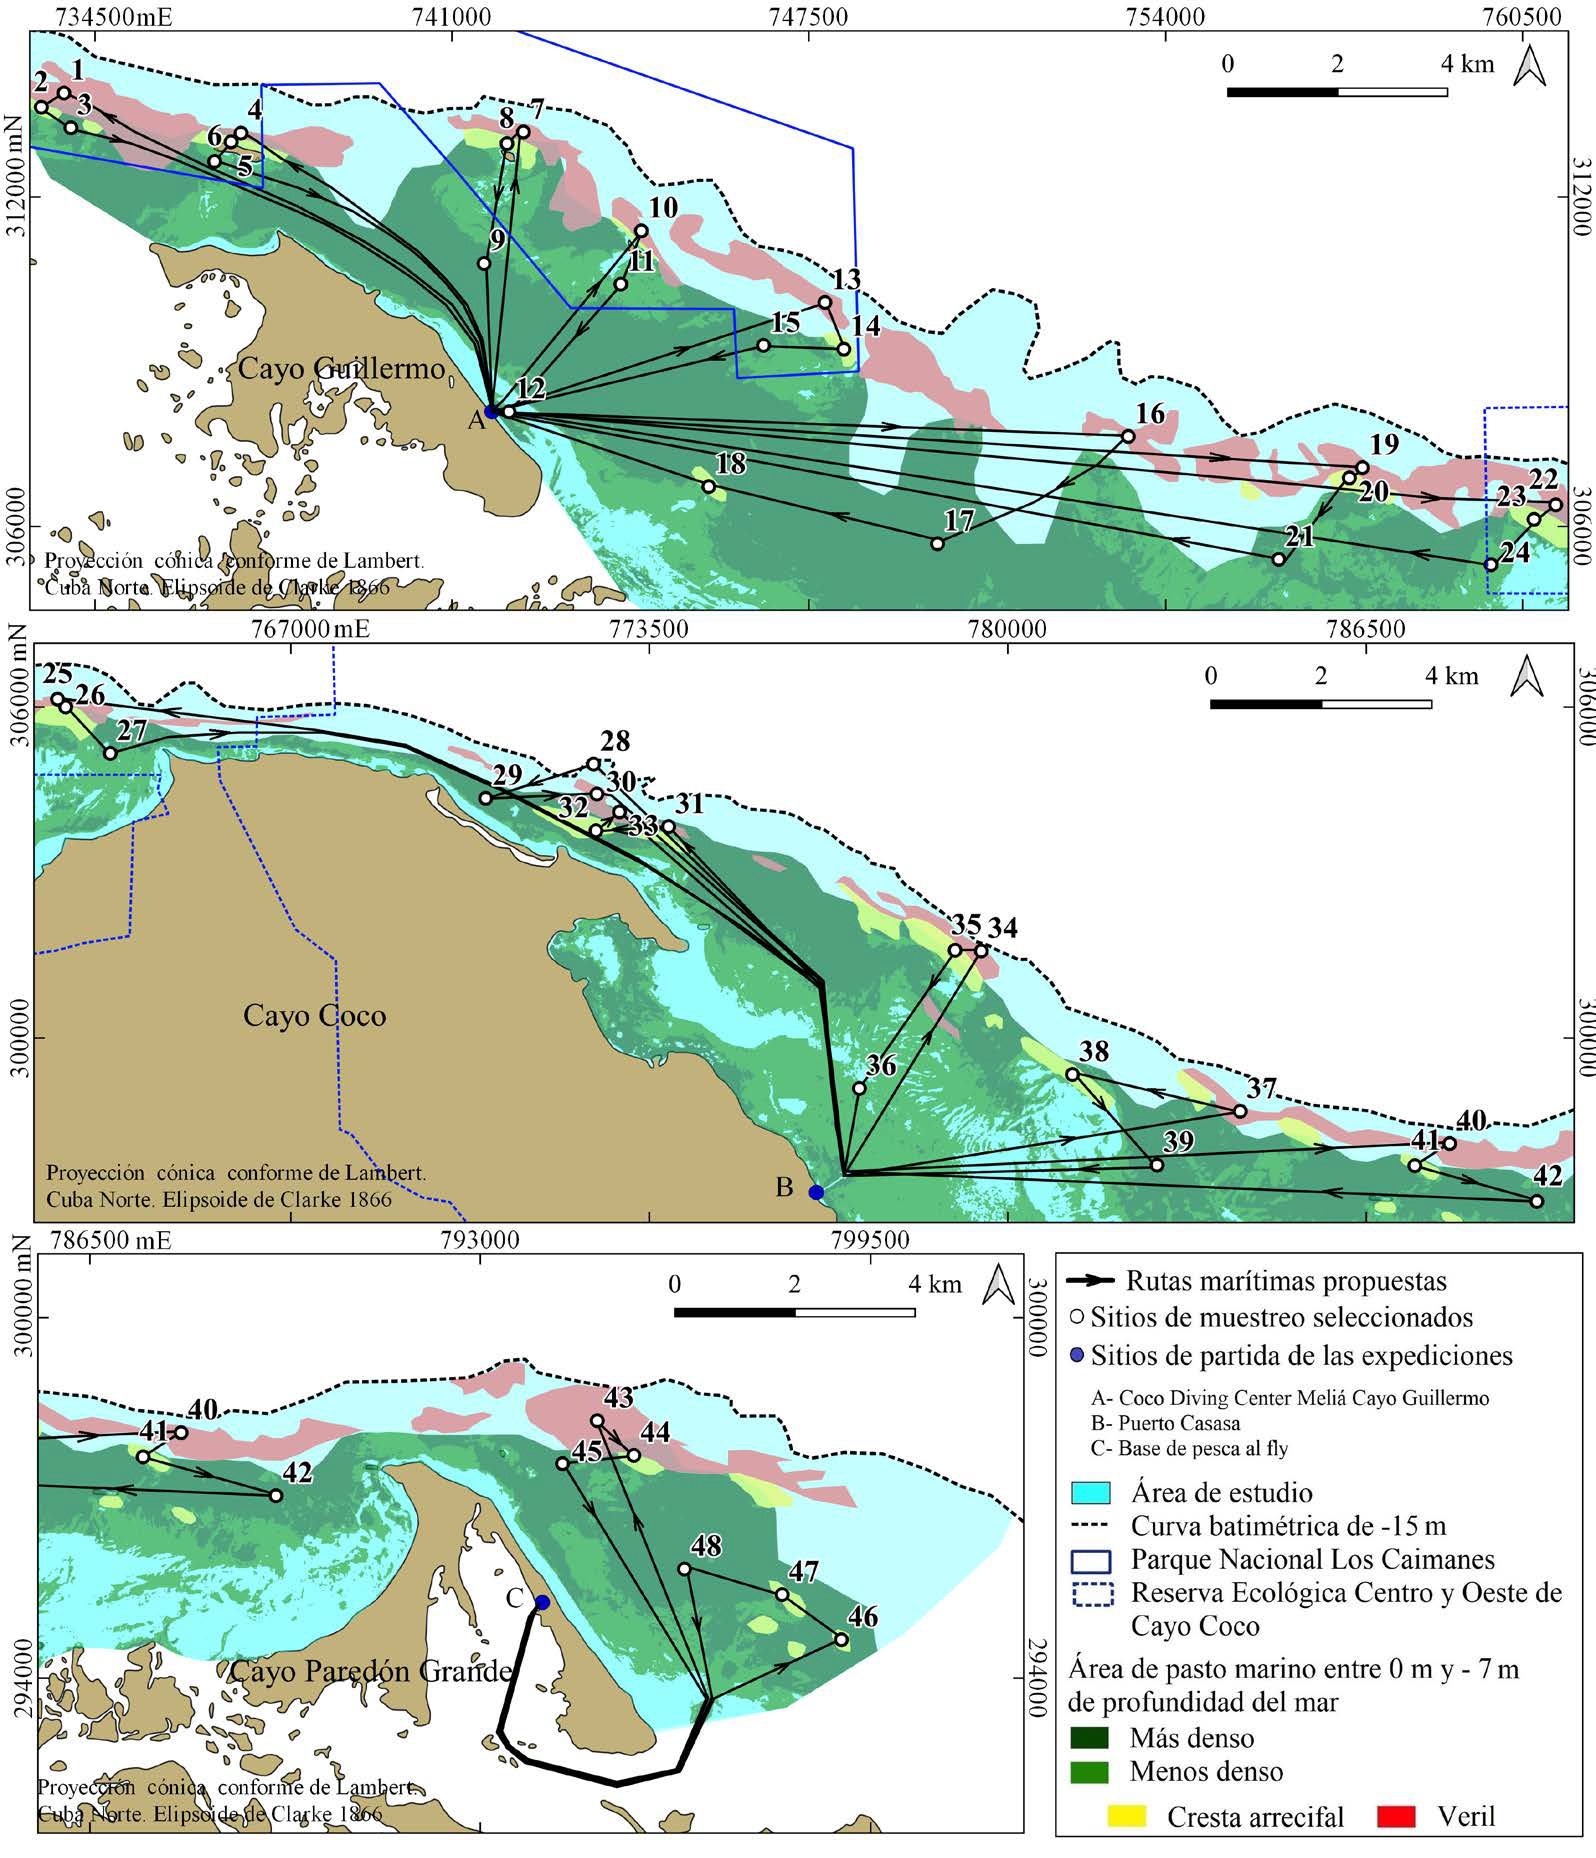 734500mE 741000 747500 754000 760500
0 2 4 km
312000 mN
306000
312000
306000
1
2
3
4
5
6
7
8
9
10
11
12
13
14
15
16
17
18
19
20
21
22
23
24
A
Cayo Guillermo
Proyección cónica conforme de Lambert.
Cuba Norte. Elipsoide de Clarke 1866
767000 mE 773500 780000 786500
0 2 4 km
306000 mN
300000
306000
300000
25
26
27
28
29
30
31
32
33
34
35
36
37
38
39
40
41
42
B
Cayo Coco
Proyección cónica conforme de Lambert.
Cuba Norte. Elipsoide de Clarke 1866
786500 mE 793000 799500
0 2 4 km
300000 mN
294000
300000
294000
40
41
42
43
44
45
46
47
48
C
Cayo Paredón Grande
Proyección cónica conforme de Lambert.
Cuba Norte. Elipsoide de Clarke 1866
Rutas marítimas propuestas
Sitios de muestreo seleccionados
Sitios de partida de las expediciones
A- Coco Diving Center Meliá Cayo Guillermo
B- Puerto Casasa
C- Base de pesca al fly
Área de estudio
Curva batimétrica de -15 m
Parque Nacional Los Caimanes
Reserva Ecológica Centro y Oeste de
Cayo Coco
Área de pasto marino entre 0 m y - 7 m
de profundidad del mar
Más denso
Menos denso
Cresta arrecifal Veril